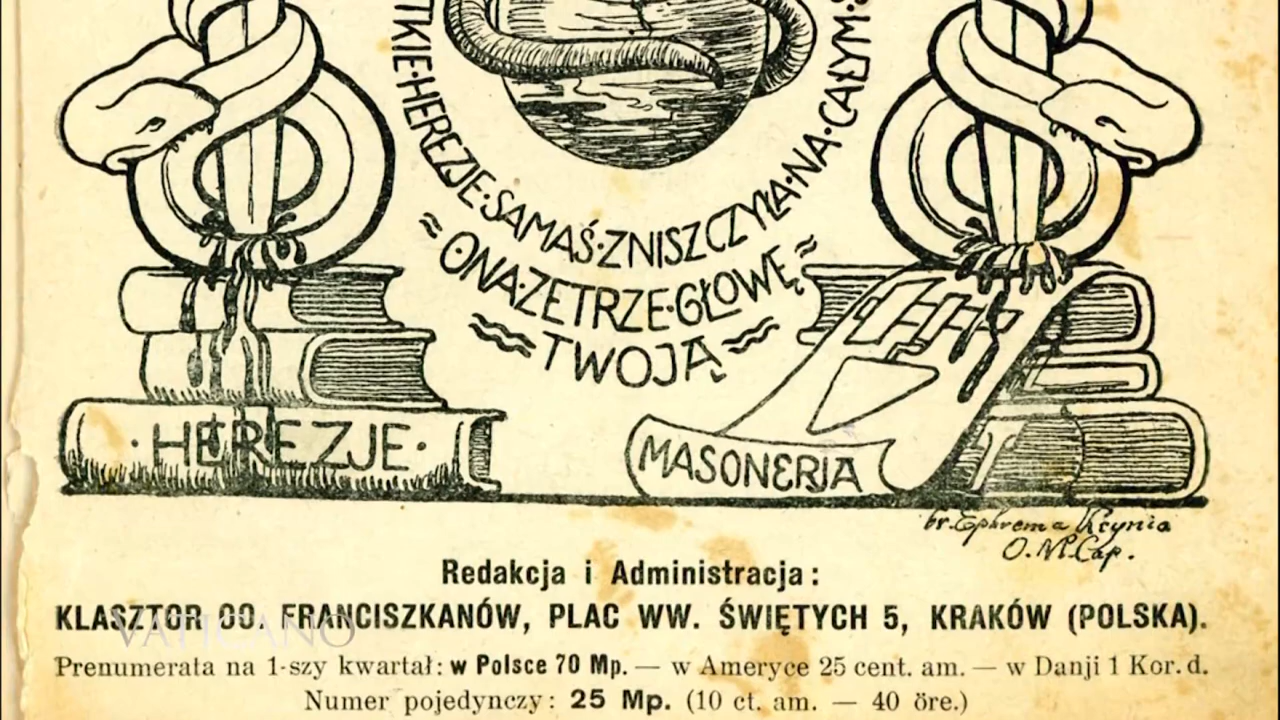 TKIE·HEREZJE·SAMAŚ·ZNISZCZYŁA·NA·CAŁYM·
ONA·ZETRZE·GŁOWĘ
TWOJĄ
·HEREZJE·
MASONERJA
br. Ephrem a Kcynia
O. M. Cap.
Redakcja i Administracja:
KLASZTOR OO. FRANCISZKANÓW, PLAC WW. ŚWIĘTYCH 5, KRAKÓW (POLSKA).
VATICANO
Prenumerata na 1-szy kwartał: w Polsce 70 Mp. — w Ameryce 25 cent. am. — w Danji 1 Kor. d.
Numer pojedynczy: 25 Mp. (10 ct. am. — 40 öre.)